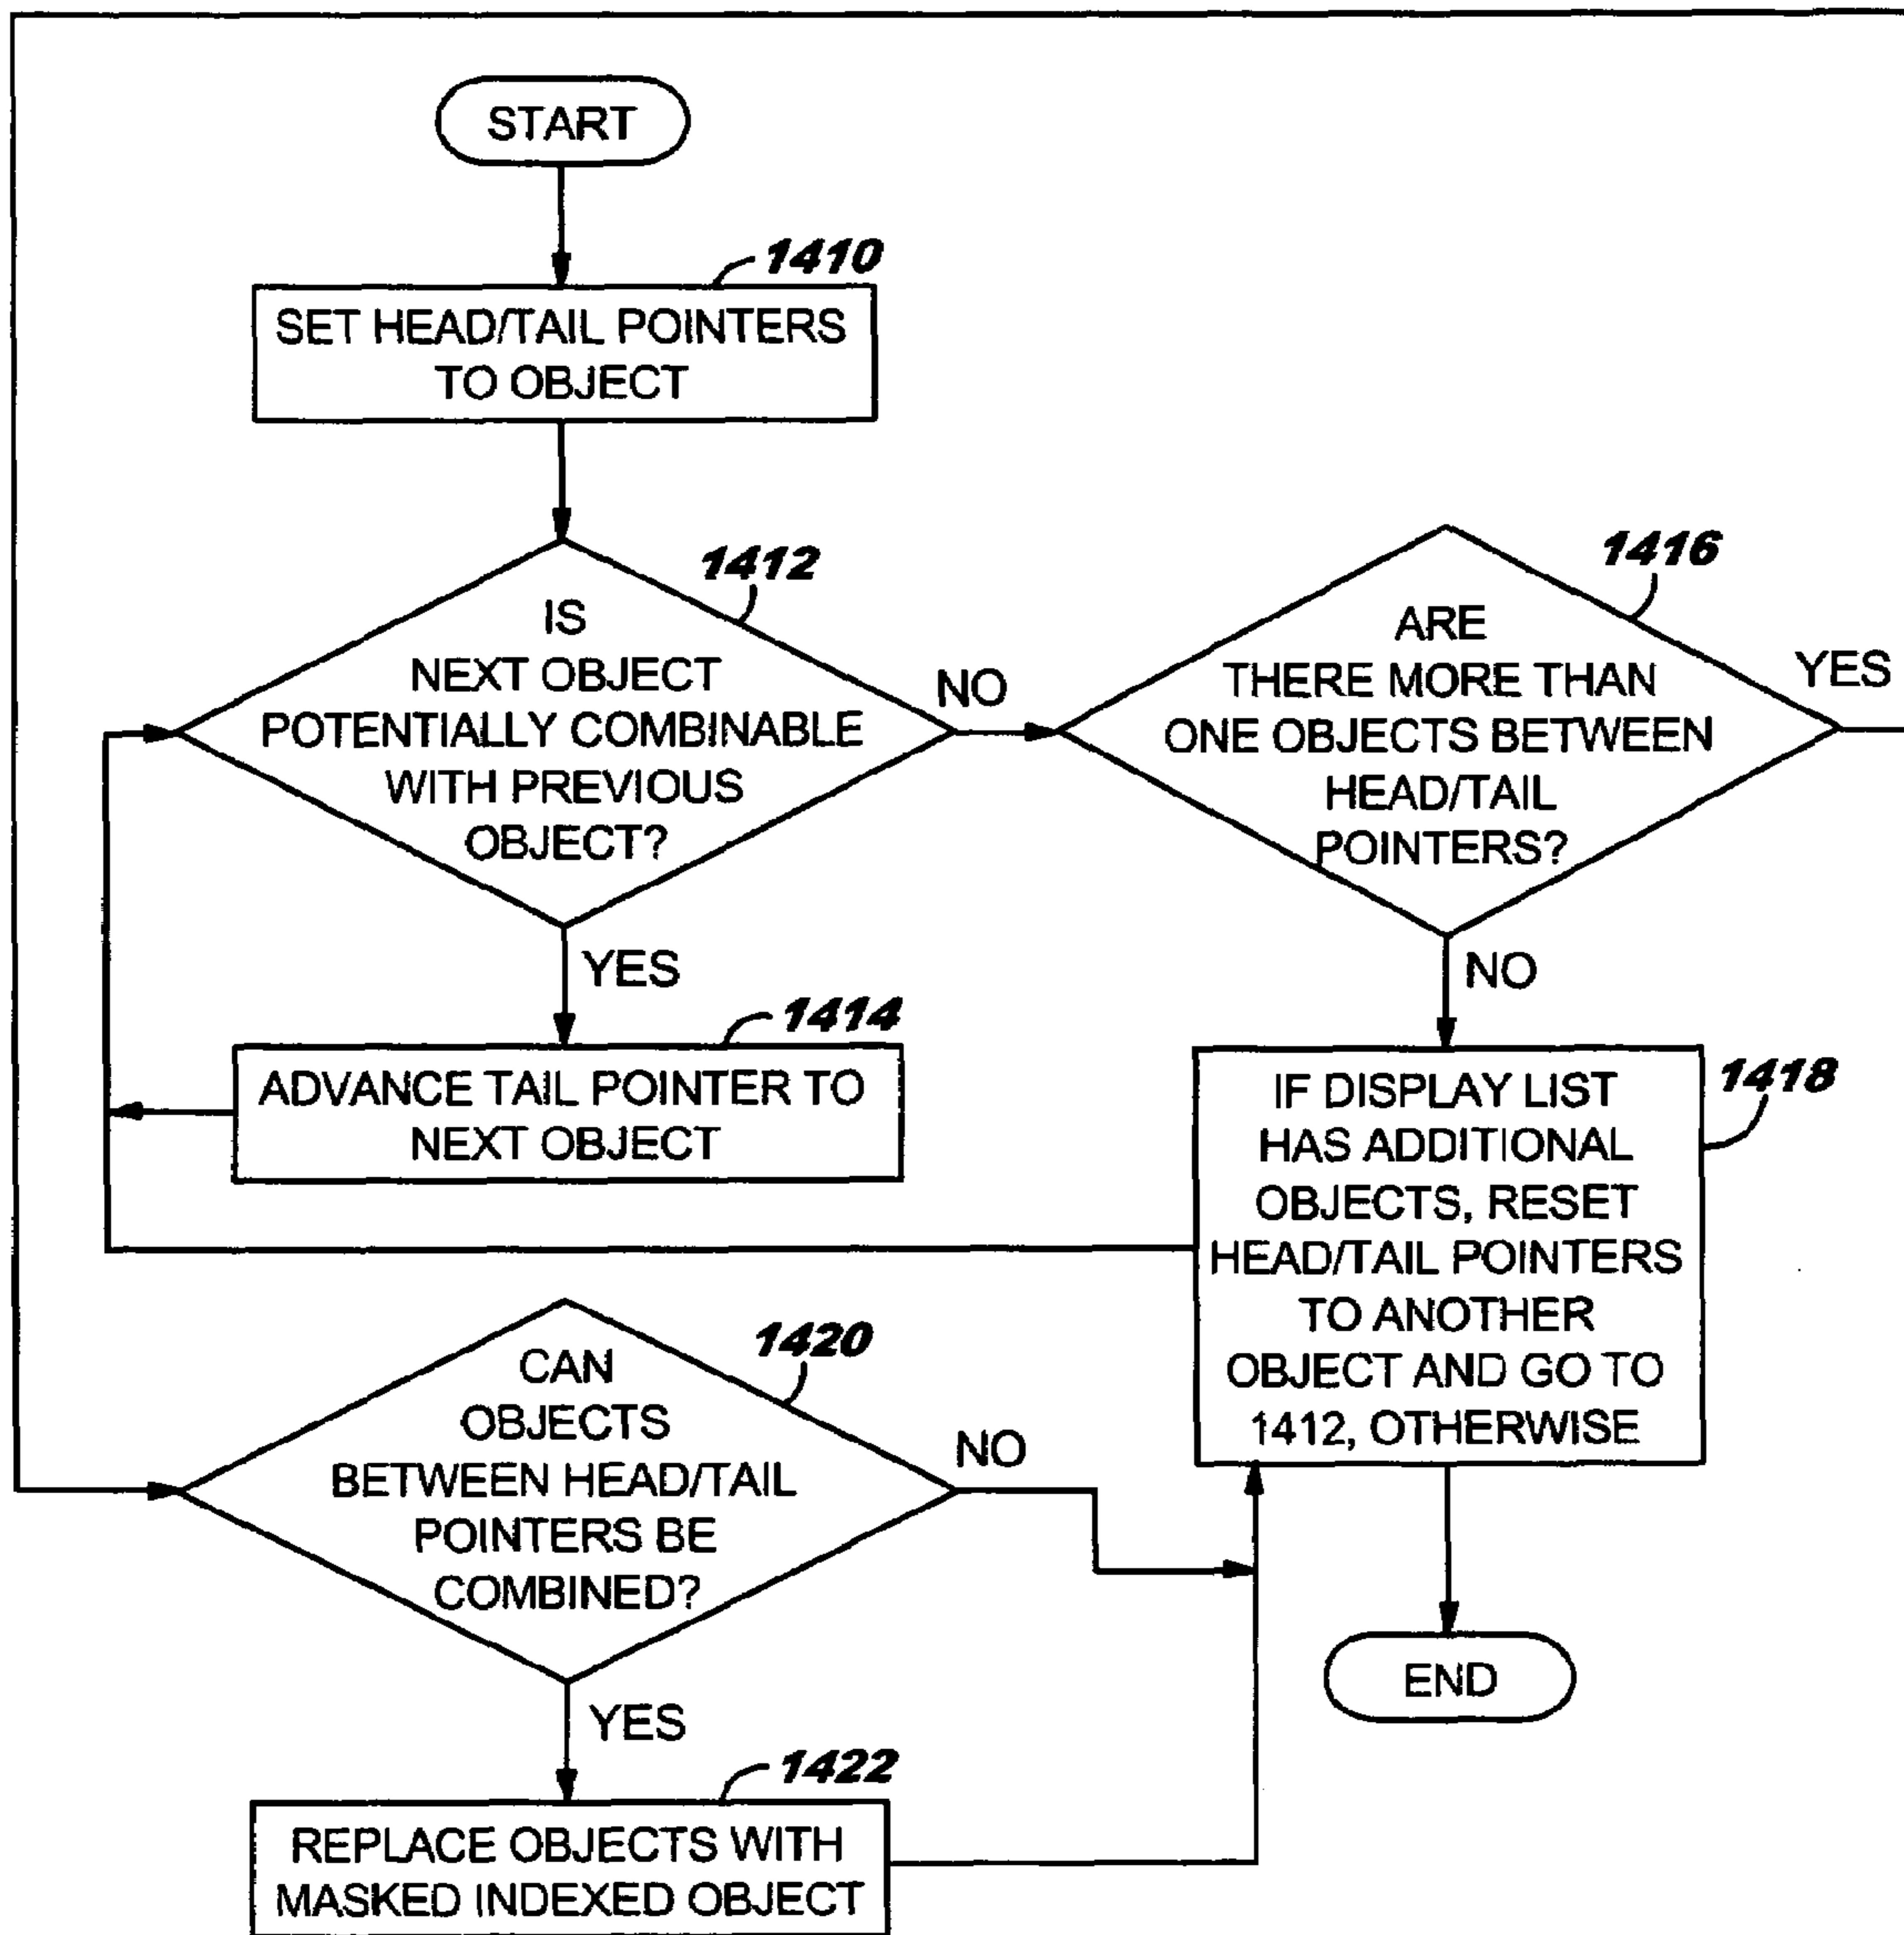 START
1410
SET HEAD/TAIL POINTERS
TO OBJECT
1412
IS
NEXT OBJECT
POTENTIALLY COMBINABLE
WITH PREVIOUS
OBJECT?
NO
YES
1416
ARE
THERE MORE THAN
ONE OBJECTS BETWEEN
HEAD/TAIL
POINTERS?
YES
NO
1414
ADVANCE TAIL POINTER TO
NEXT OBJECT
1418
IF DISPLAY LIST
HAS ADDITIONAL
OBJECTS, RESET
HEAD/TAIL POINTERS
TO ANOTHER
OBJECT AND GO TO
1412, OTHERWISE
1420
CAN
OBJECTS
BETWEEN HEAD/TAIL
POINTERS BE
COMBINED?
NO
YES
END
1422
REPLACE OBJECTS WITH
MASKED INDEXED OBJECT